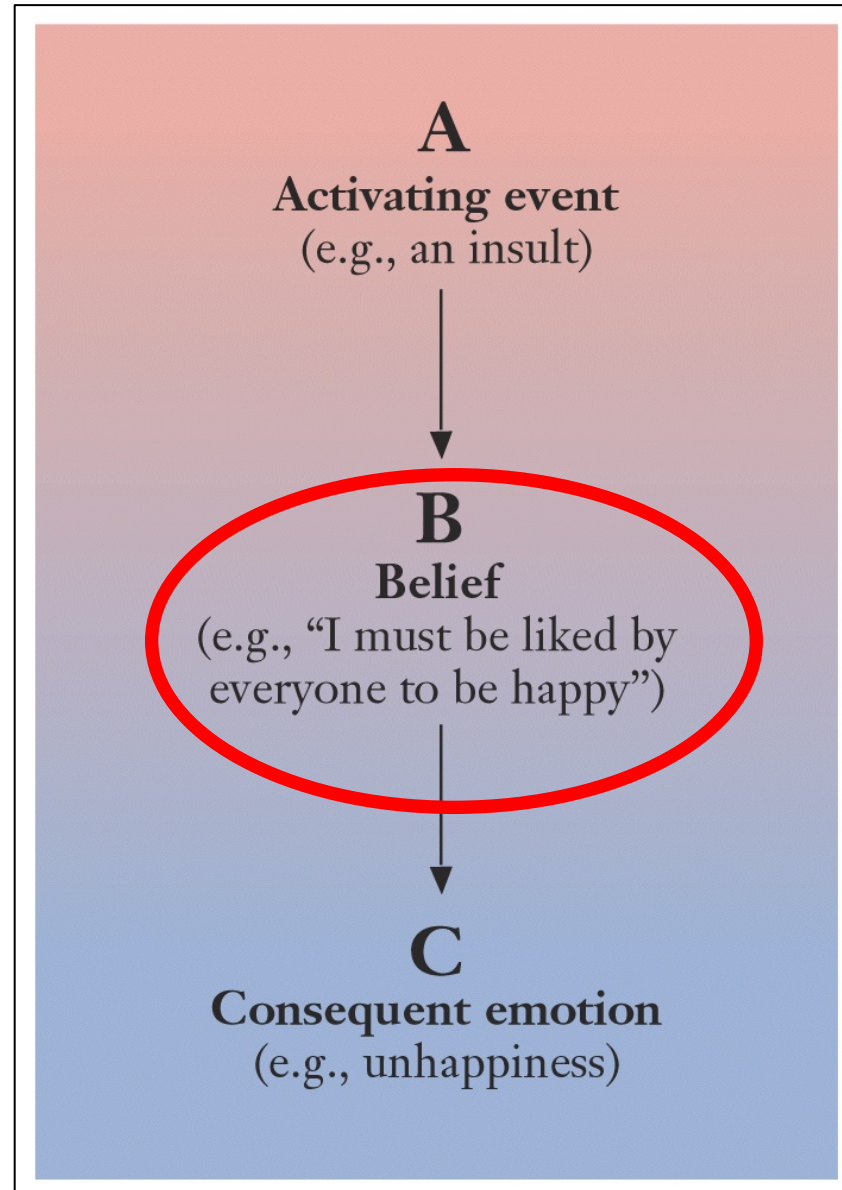 A
Activating event
(e.g., an insult)
B
Belief
(e.g., “I must be liked by
everyone to be happy”)
C
Consequent emotion
(e.g., unhappiness)